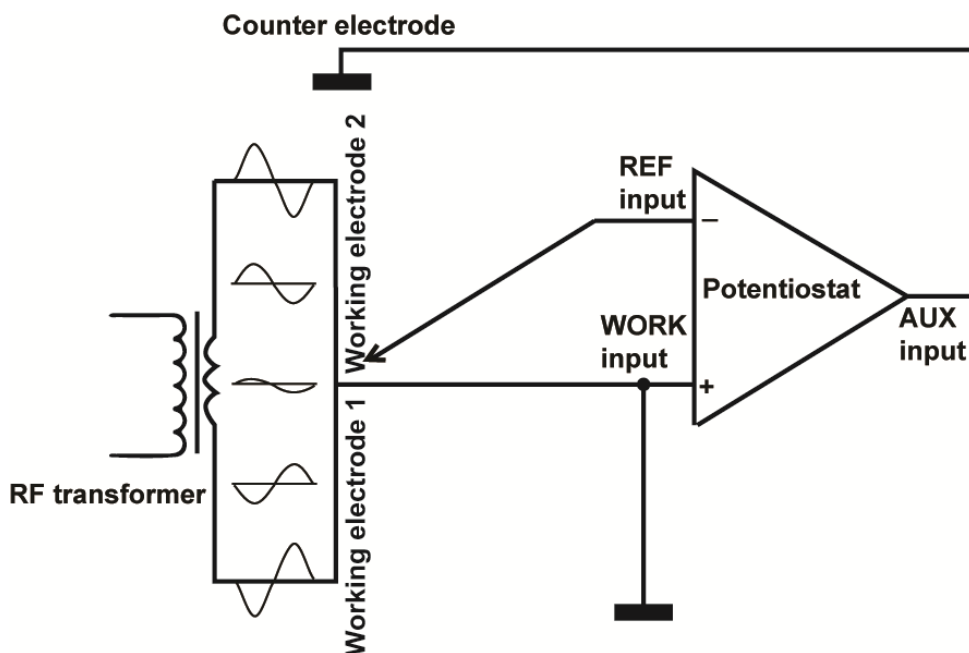 Counter electrode
Working electrode 2
REF
input
−
Potentiostat
WORK
input
+
AUX
input
RF transformer
Working electrode 1